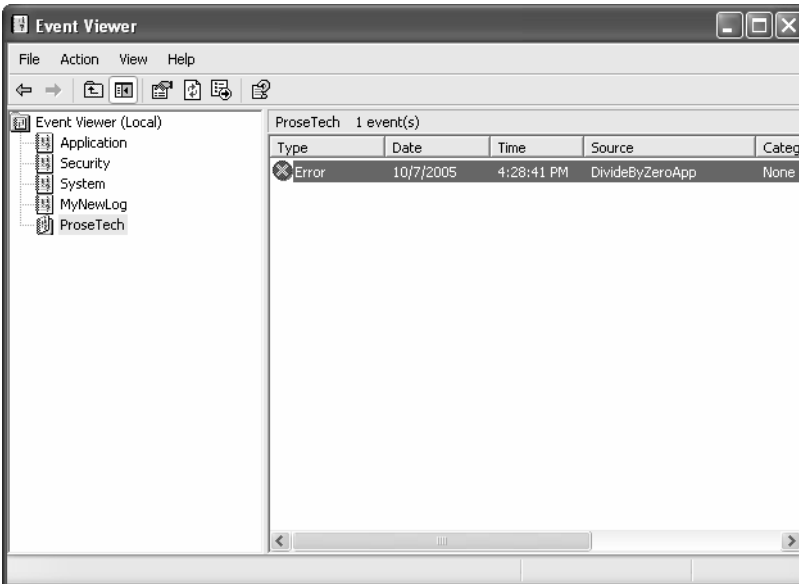 Event Viewer
File Action View Help
Event Viewer (Local)
Application
Security
System
MyNewLog
ProseTech
ProseTech 1 event(s)
Type Date Time Source Categ
Error 10/7/2005 4:28:41 PM DivideByZeroApp None